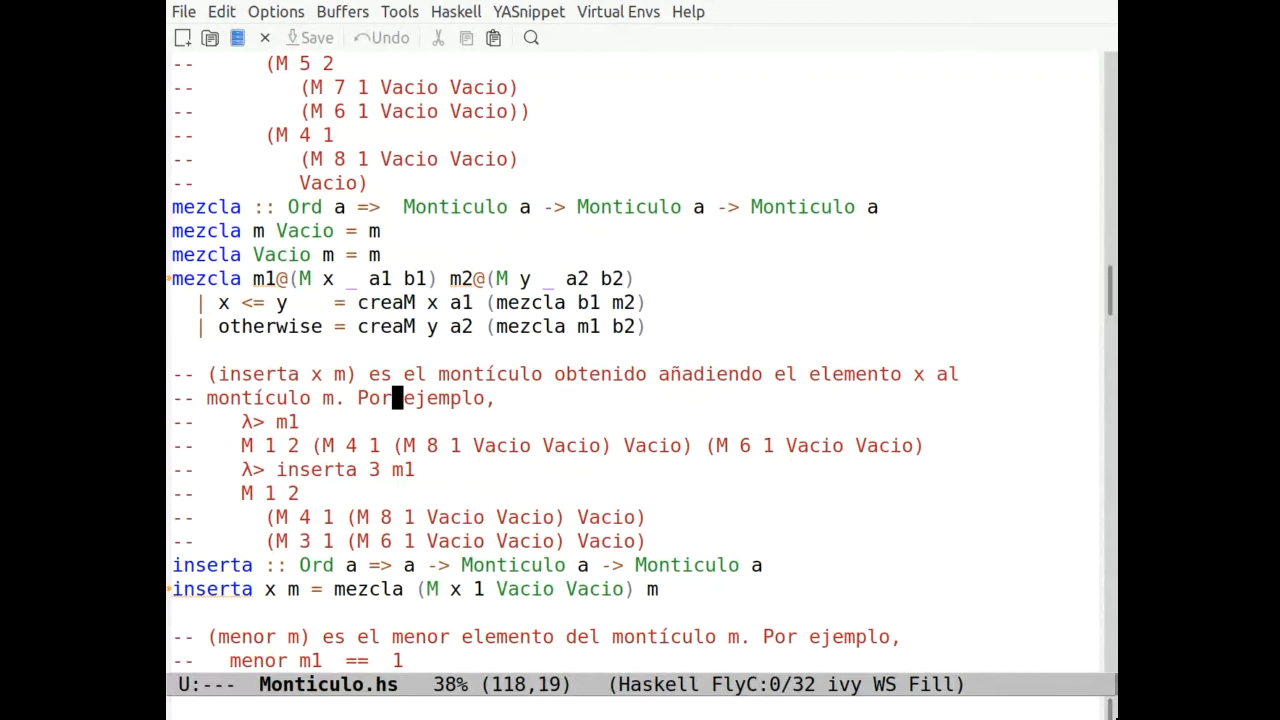 File Edit Options Buffers Tools Haskell YASnippet Virtual Envs Help
Save Undo
--      (M 5 2
--         (M 7 1 Vacio Vacio)
--         (M 6 1 Vacio Vacio))
--      (M 4 1
--         (M 8 1 Vacio Vacio)
--         Vacio)
mezcla :: Ord a =>  Monticulo a -> Monticulo a -> Monticulo a
mezcla m Vacio = m
mezcla Vacio m = m
mezcla m1@(M x _ a1 b1) m2@(M y _ a2 b2)
  | x <= y    = creaM x a1 (mezcla b1 m2)
  | otherwise = creaM y a2 (mezcla m1 b2)
-- (inserta x m) es el montículo obtenido añadiendo el elemento x al
-- montículo m. Por ejemplo,
--    λ> m1
--    M 1 2 (M 4 1 (M 8 1 Vacio Vacio) Vacio) (M 6 1 Vacio Vacio)
--    λ> inserta 3 m1
--    M 1 2
--      (M 4 1 (M 8 1 Vacio Vacio) Vacio)
--      (M 3 1 (M 6 1 Vacio Vacio) Vacio)
inserta :: Ord a => a -> Monticulo a -> Monticulo a
inserta x m = mezcla (M x 1 Vacio Vacio) m
-- (menor m) es el menor elemento del montículo m. Por ejemplo,
--   menor m1  ==  1
U:---  Monticulo.hs   38% (118,19)   (Haskell FlyC:0/32 ivy WS Fill)